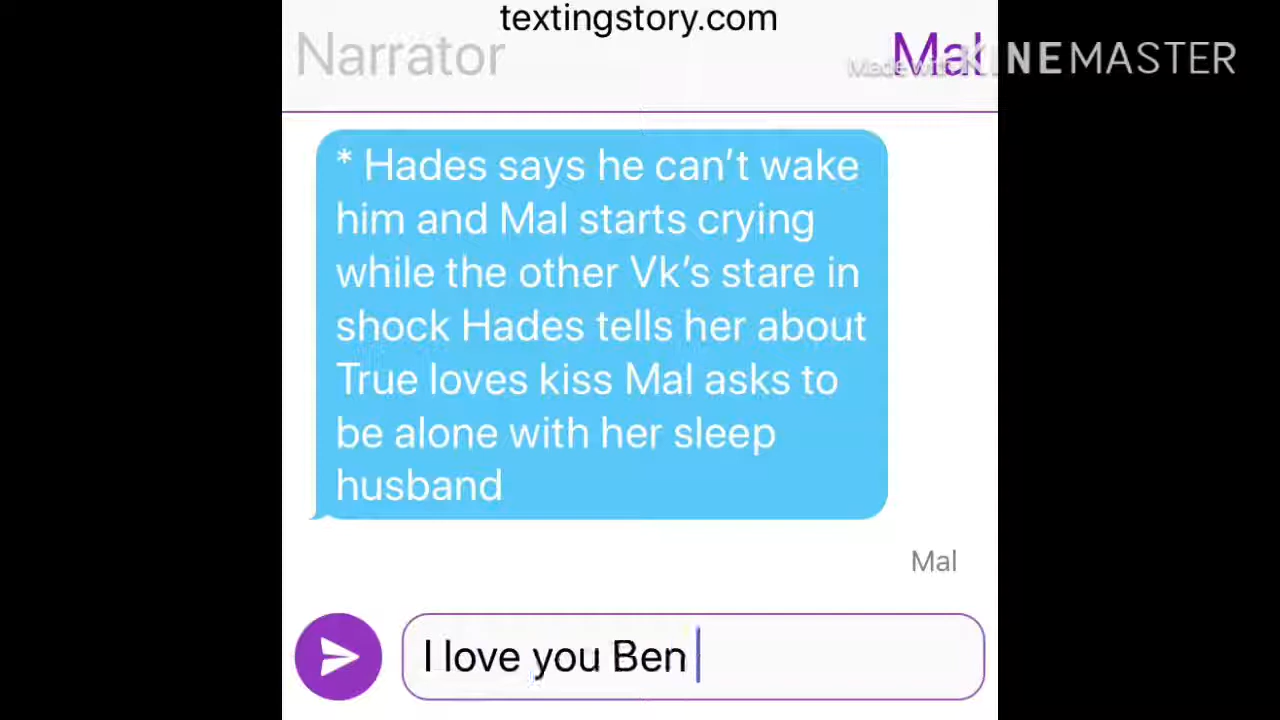 textingstory.com
Narrator
Mal
Made with KINEMASTER
* Hades says he can’t wake
him and Mal starts crying
while the other Vk’s stare in
shock Hades tells her about
True loves kiss Mal asks to
be alone with her sleep
husband
Mal
I love you Ben